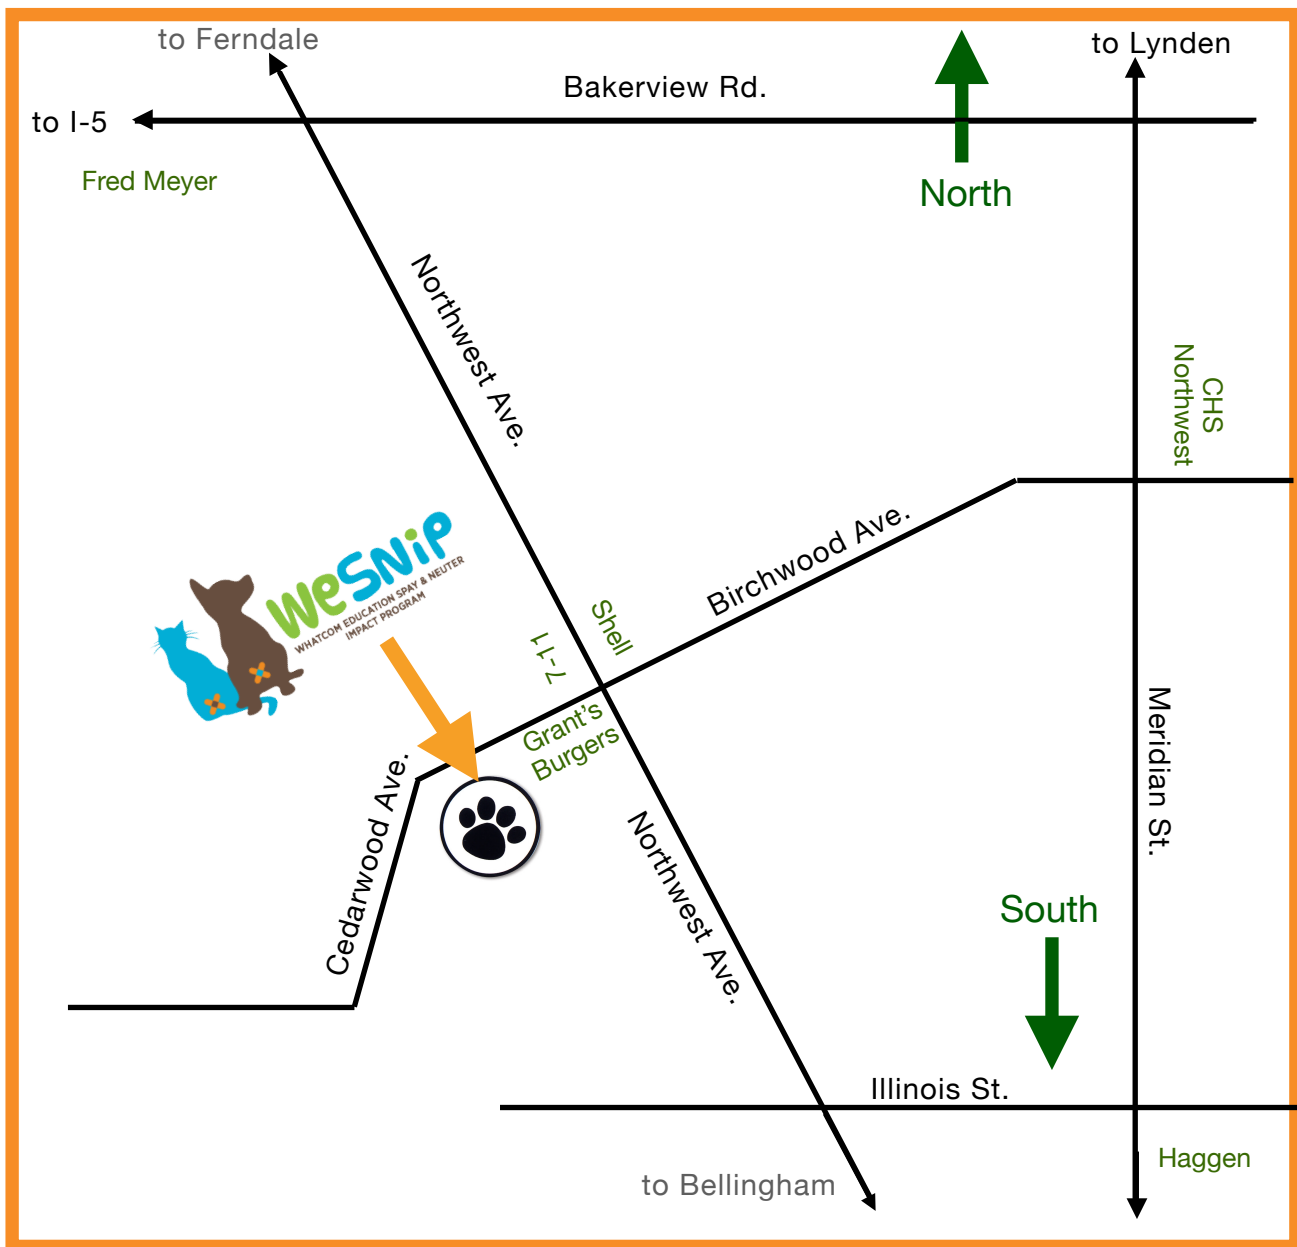 to Ferndale
to Lynden
Bakerview Rd.
to I-5
Fred Meyer
North
Northwest Ave.
CHS
Northwest
WeSNiP
WHATCOM EDUCATION SPAY & NEUTER
IMPACT PROGRAM
Birchwood Ave.
Shell
7-11
Grant's
Burgers
Cedarwood Ave.
Meridian St.
Northwest Ave.
South
Illinois St.
Haggen
to Bellingham